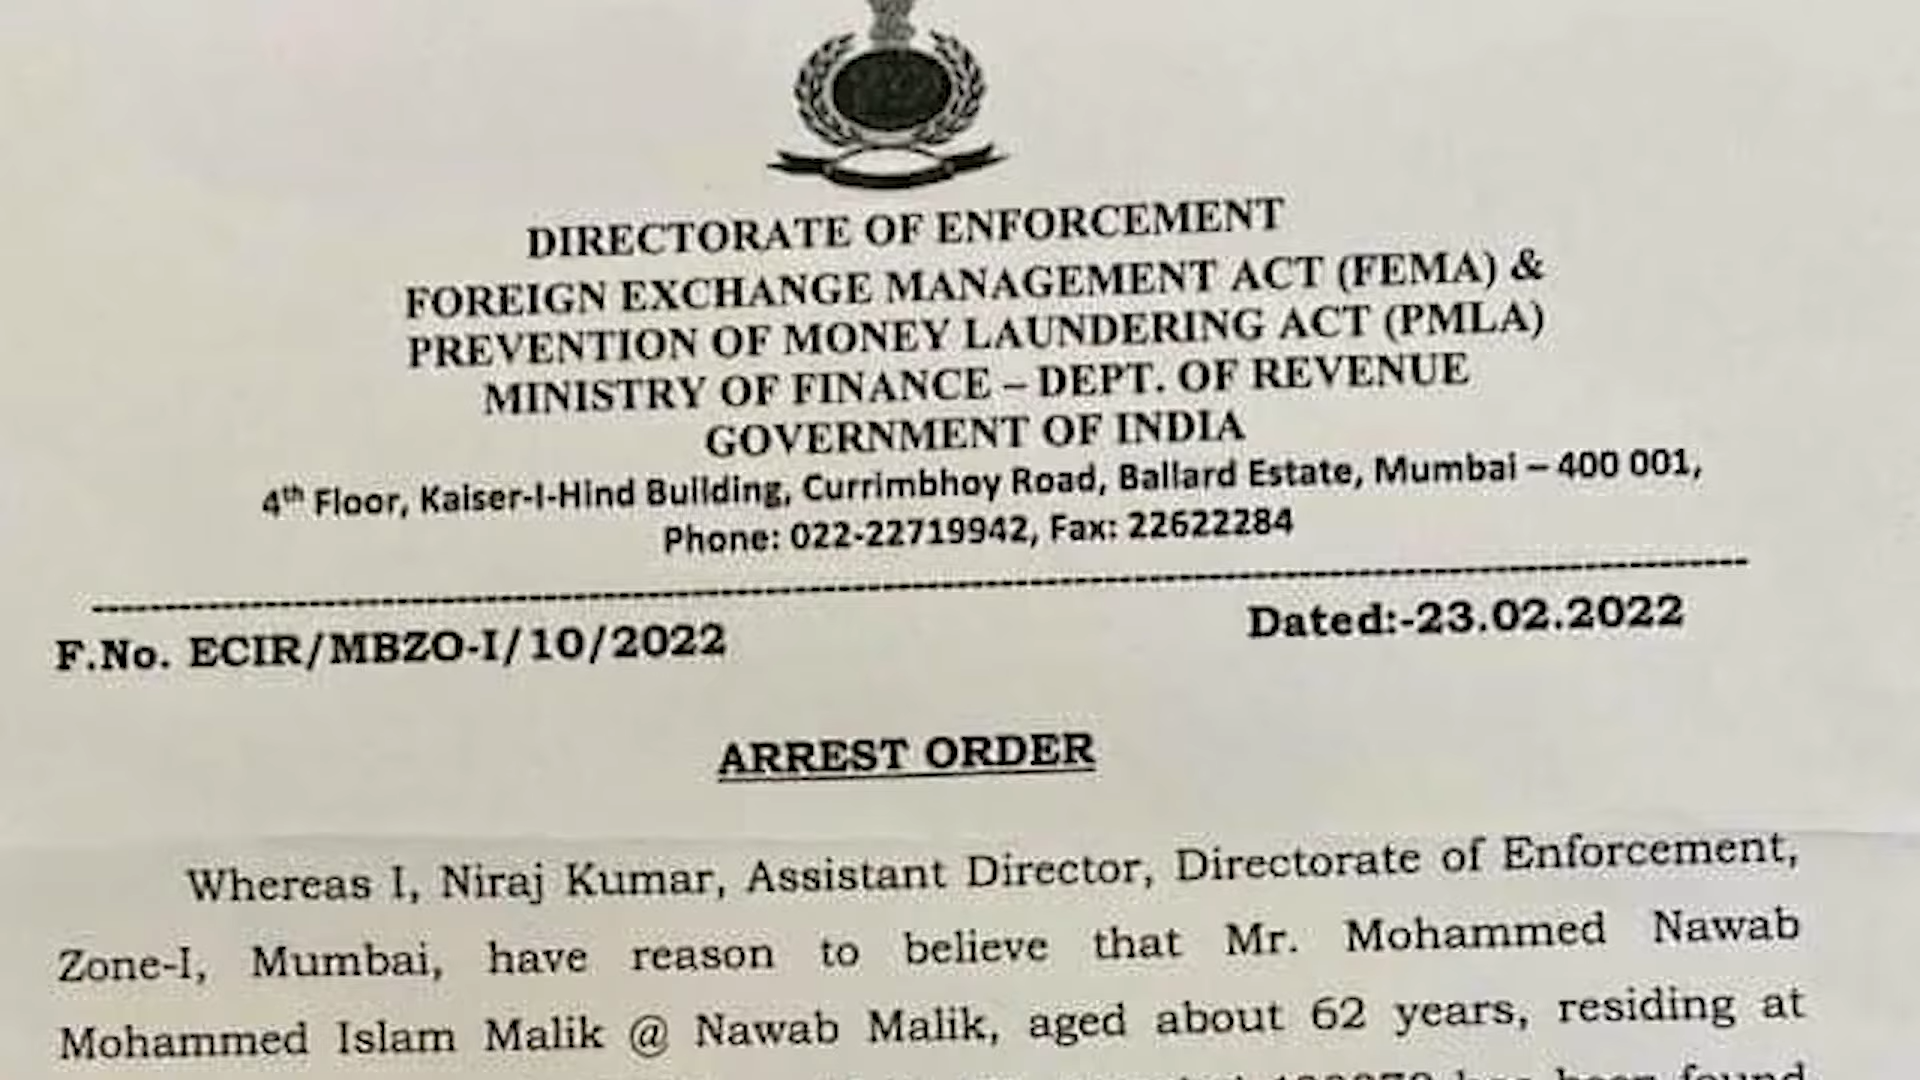 DIRECTORATE OF ENFORCEMENT
FOREIGN EXCHANGE MANAGEMENT ACT (FEMA) &
PREVENTION OF MONEY LAUNDERING ACT (PMLA)
MINISTRY OF FINANCE – DEPT. OF REVENUE
GOVERNMENT OF INDIA
4th Floor, Kaiser-I-Hind Building, Currimbhoy Road, Ballard Estate, Mumbai – 400 001,
Phone: 022-22719942, Fax: 22622284
F.No. ECIR/MBZO-I/10/2022 Dated:-23.02.2022
ARREST ORDER
Whereas I, Niraj Kumar, Assistant Director, Directorate of Enforcement,
Zone-I, Mumbai, have reason to believe that Mr. Mohammed Nawab
Mohammed Islam Malik @ Nawab Malik, aged about 62 years, residing at
has been found